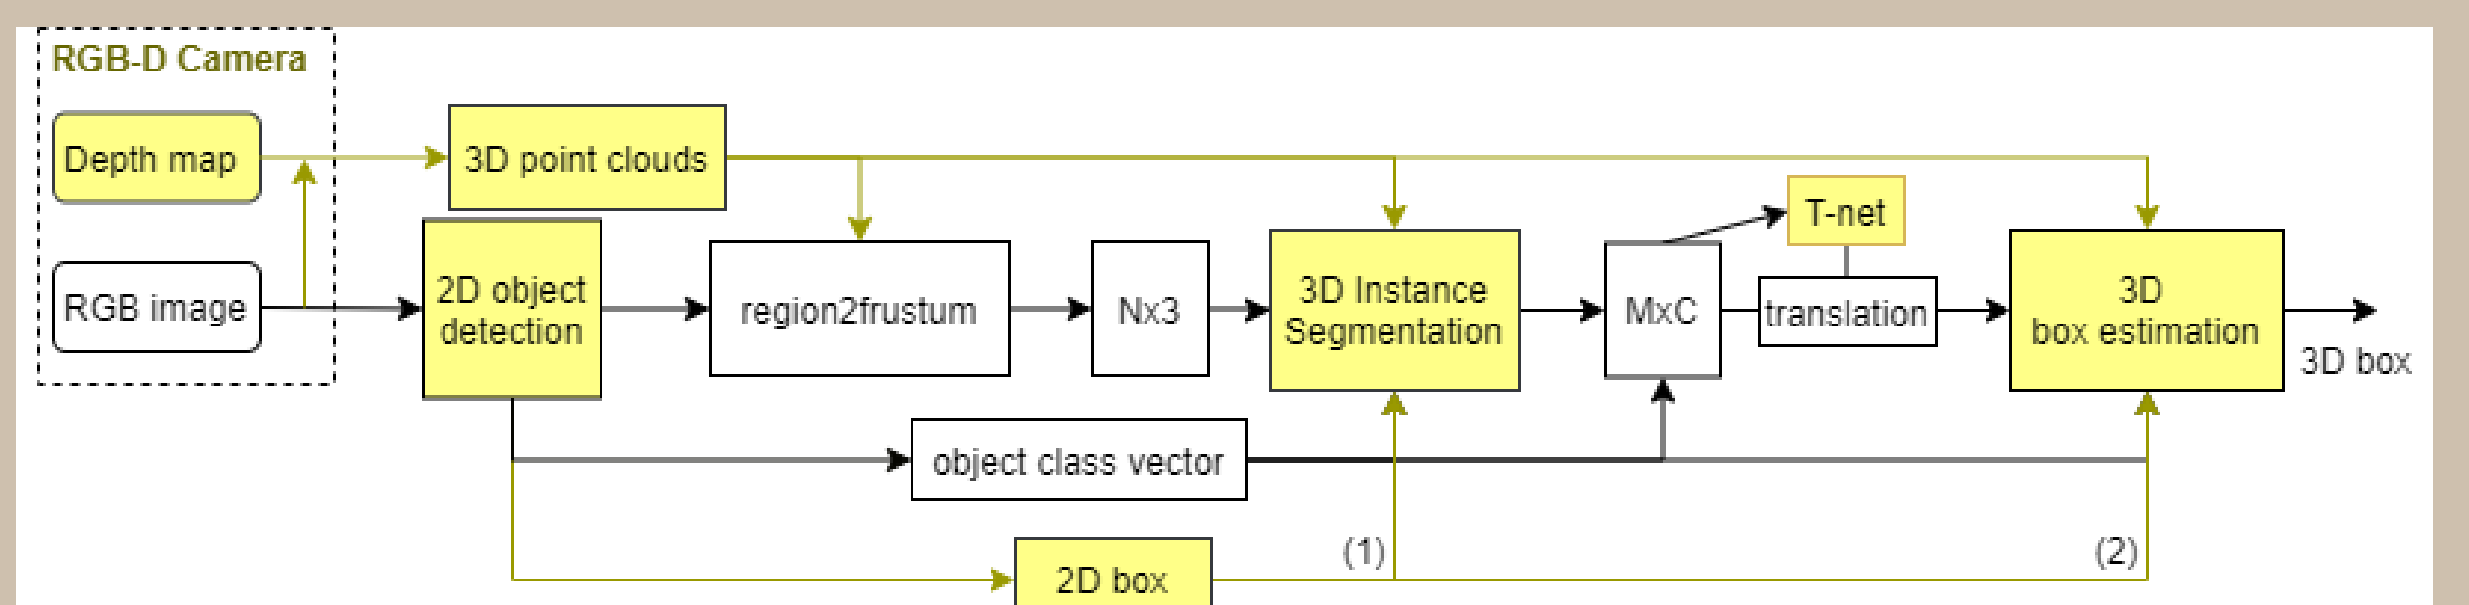 RGB-D Camera
Depth map
3D point clouds
T-net
RGB image
2D object
detection
region2frustum
Nx3
3D Instance
Segmentation
MxC
translation
3D
box estimation
3D box
object class vector
(1)
(2)
2D box